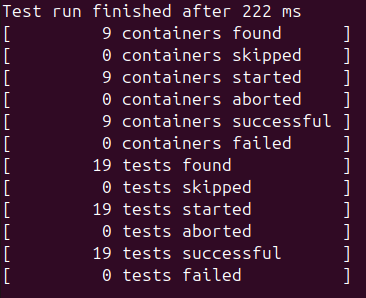 Test run finished after 222 ms
[         9 containers found      ]
[         0 containers skipped    ]
[         9 containers started    ]
[         0 containers aborted    ]
[         9 containers successful ]
[         0 containers failed     ]
[        19 tests found           ]
[         0 tests skipped         ]
[        19 tests started         ]
[         0 tests aborted         ]
[        19 tests successful      ]
[         0 tests failed          ]